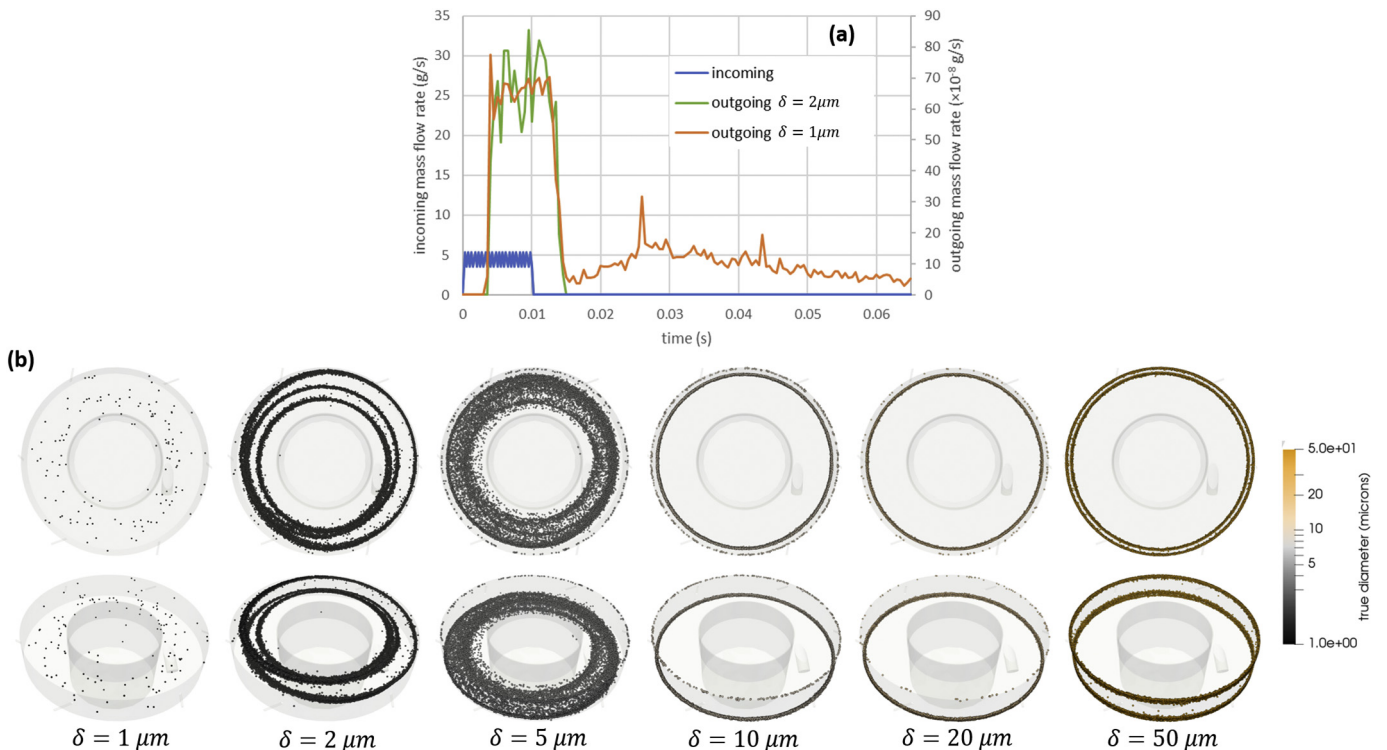 (a)
35
30
25
20
15
10
5
0
incoming mass flow rate (g/s)
90
80
70
60
50
40
30
20
10
0
outgoing mass flow rate (×10⁻⁸ g/s)
incoming
outgoing δ = 2μm
outgoing δ = 1μm
0 0.01 0.02 0.03 0.04 0.05 0.06
time (s)
(b)
5.0e+01
20
10
5
1.0e+00
true diameter (microns)
δ = 1 μm δ = 2 μm δ = 5 μm δ = 10 μm δ = 20 μm δ = 50 μm